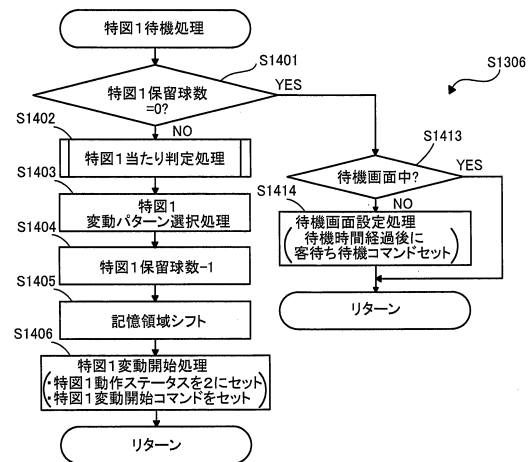 特図1待機処理
S1401
S1306
特図1保留球数
=0?
YES
NO
S1402
特図1当たり判定処理
S1403
特図1
変動パターン選択処理
S1404
特図1保留球数-1
S1405
記憶領域シフト
S1406
特図1変動開始処理
(・特図1動作ステータスを2にセット
・特図1変動開始コマンドをセット)
リターン
S1413
待機画面中?
YES
NO
S1414
待機画面設定処理
(待機時間経過後に
客待ち待機コマンドセット)
リターン